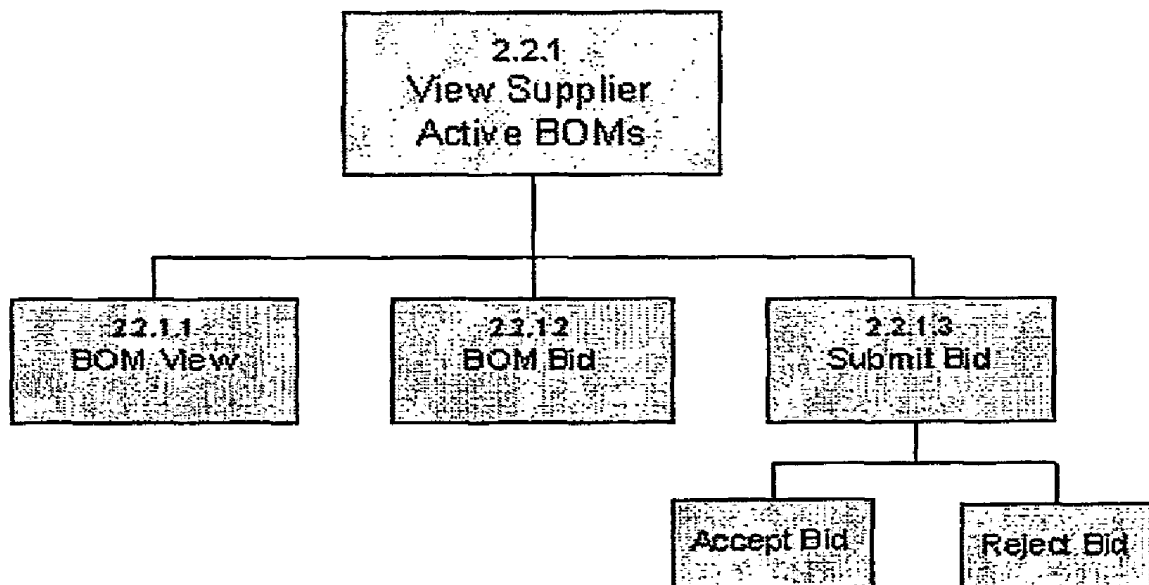 2.2.1
View Supplier
Active BOMs
2.2.1.1
BOM View
2.2.1.2
BOM Bid
2.2.1.3
Submit Bid
Accept Bid
Reject Bid